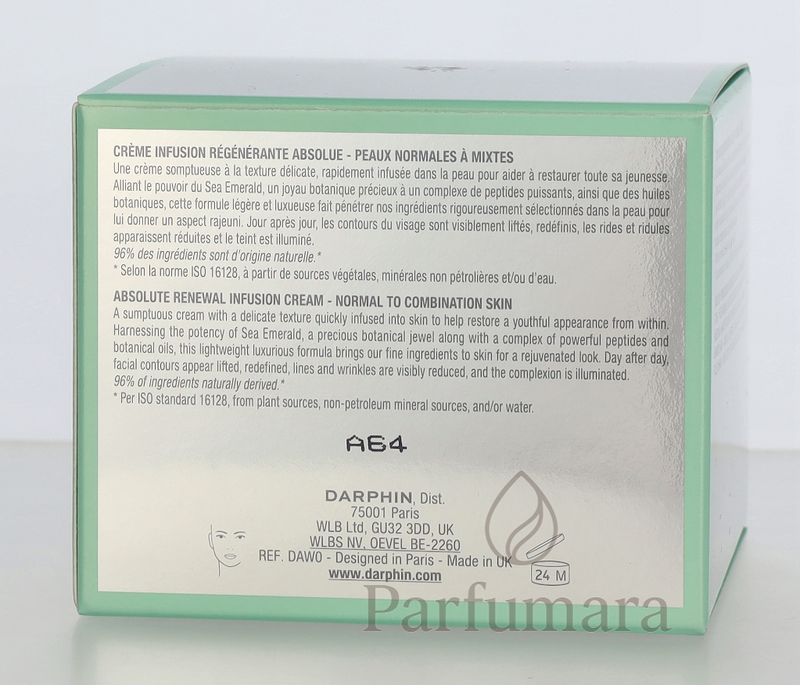 CRÈME INFUSION RÉGÉNÉRANTE ABSOLUE - PEAUX NORMALES À MIXTES
Une crème somptueuse à la texture délicate, rapidement infusée dans la peau pour aider à restaurer toute sa jeunesse.
Alliant le pouvoir du Sea Emerald, un joyau botanique précieux à un complexe de peptides puissants, ainsi que des huiles
botaniques, cette formule légère et luxueuse fait pénétrer nos ingrédients rigoureusement sélectionnés dans la peau pour
lui donner un aspect rajeuni. Jour après jour, les contours du visage sont visiblement liftés, redéfinis, les rides et ridules
apparaissent réduites et le teint est illuminé.
96% des ingrédients sont d'origine naturelle.*
* Selon la norme ISO 16128, à partir de sources végétales, minérales non pétrolières et/ou d'eau.
ABSOLUTE RENEWAL INFUSION CREAM - NORMAL TO COMBINATION SKIN
A sumptuous cream with a delicate texture quickly infused into skin to help restore a youthful appearance from within.
Harnessing the potency of Sea Emerald, a precious botanical jewel along with a complex of powerful peptides and
botanical oils, this lightweight luxurious formula brings our fine ingredients to skin for a rejuvenated look. Day after day,
facial contours appear lifted, redefined, lines and wrinkles are visibly reduced, and the complexion is illuminated.
96% of ingredients naturally derived.*
* Per ISO standard 16128, from plant sources, non-petroleum mineral sources, and/or water.
A64
DARPHIN, Dist.
75001 Paris
WLB Ltd, GU32 3DD, UK
WLBS NV, OEVEL BE-2260
REF. DAW0 - Designed in Paris - Made in UK
www.darphin.com
24 M
Parfumara